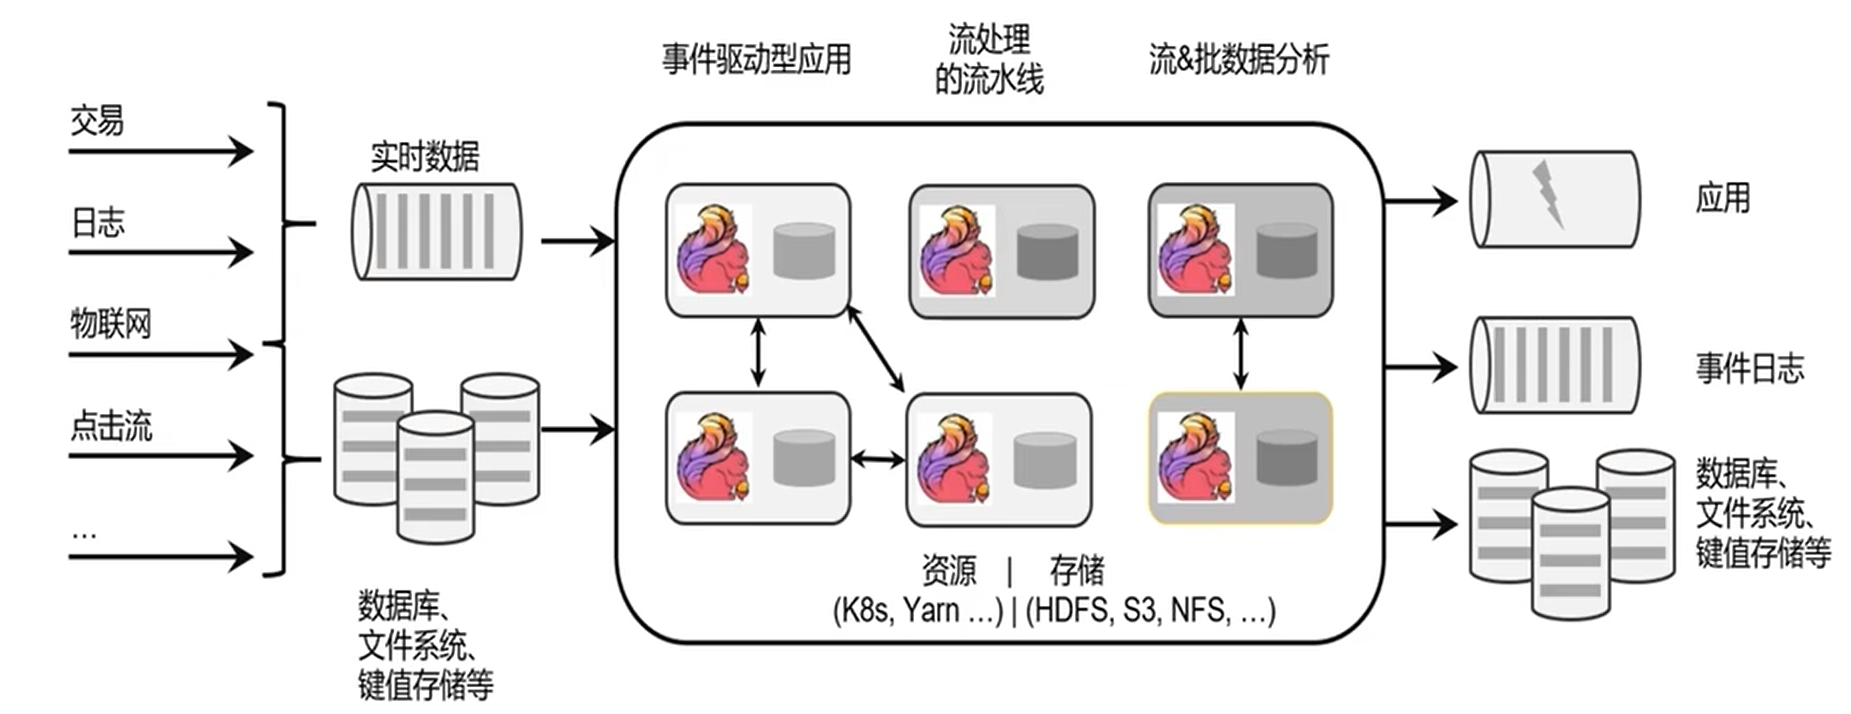 事件驱动型应用
流处理
的流水线
流&批数据分析
交易
日志
物联网
点击流
...
实时数据
数据库、
文件系统、
键值存储等
资源 | 存储
(K8s, Yarn ...) | (HDFS, S3, NFS, ...)
应用
事件日志
数据库、
文件系统、
键值存储等